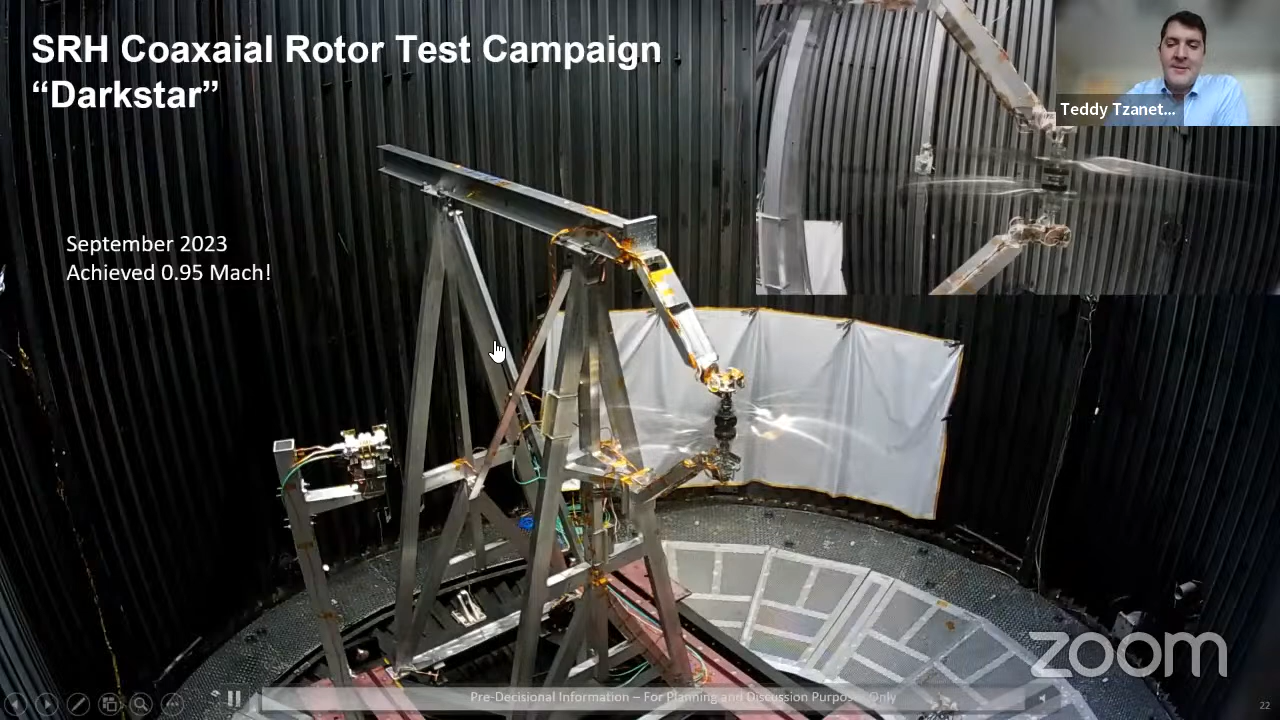 SRH Coaxaial Rotor Test Campaign
“Darkstar”
Teddy Tzanet...
September 2023
Achieved 0.95 Mach!
zoom
Pre-Decisional Information – For Planning and Discussion Purposes Only
22